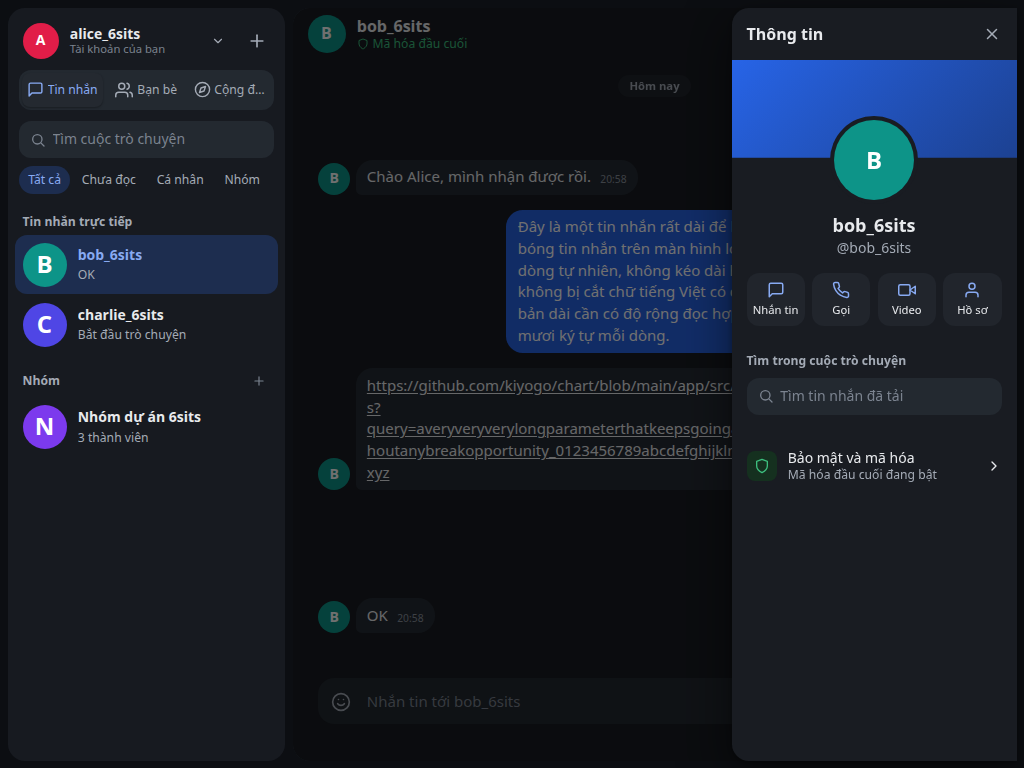 A
alice_6sits
Tài khoản của bạn
Tin nhắn
Bạn bè
Cộng đ...
Tìm cuộc trò chuyện
Tất cả
Chưa đọc
Cá nhân
Nhóm
Tin nhắn trực tiếp
B
bob_6sits
OK
C
charlie_6sits
Bắt đầu trò chuyện
Nhóm
N
Nhóm dự án 6sits
3 thành viên
B
bob_6sits
Mã hóa đầu cuối
Hôm nay
B
Chào Alice, mình nhận được rồi. 20:58
Đây là một tin nhắn rất dài để
bóng tin nhắn trên màn hình
dòng tự nhiên, không kéo dài
không bị cắt chữ tiếng Việt có
bản dài cần có độ rộng đọc
mươi ký tự mỗi dòng.
https://github.com/kiyogo/chart/blob/main/app/src/
s?
query=averyveryverylongparameterthatkeepsgoing
houtanybreakopportunity_0123456789abcdefghijkl
xyz
B
B
OK 20:58
Nhắn tin tới bob_6sits
Thông tin
B
bob_6sits
@bob_6sits
Nhắn tin
Gọi
Video
Hồ sơ
Tìm trong cuộc trò chuyện
Tìm tin nhắn đã tải
Bảo mật và mã hóa
Mã hóa đầu cuối đang bật